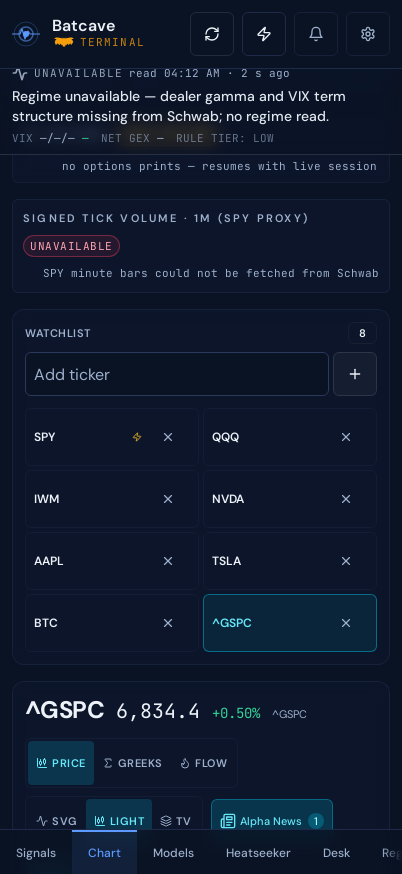 Batcave
TERMINAL
UNAVAILABLE read 04:12 AM · 2 s ago
Regime unavailable — dealer gamma and VIX term
structure missing from Schwab; no regime read.
VIX —/—/— — NET GEX — RULE TIER: LOW
no options prints — resumes with live session
SIGNED TICK VOLUME · 1M (SPY PROXY)
UNAVAILABLE
SPY minute bars could not be fetched from Schwab
WATCHLIST 8
Add ticker +
SPY QQQ
IWM NVDA
AAPL TSLA
BTC ^GSPC
^GSPC 6,834.4 +0.50% ^GSPC
PRICE GREEKS FLOW
SVG LIGHT TV Alpha News 1
Signals Chart Models Heatseeker Desk